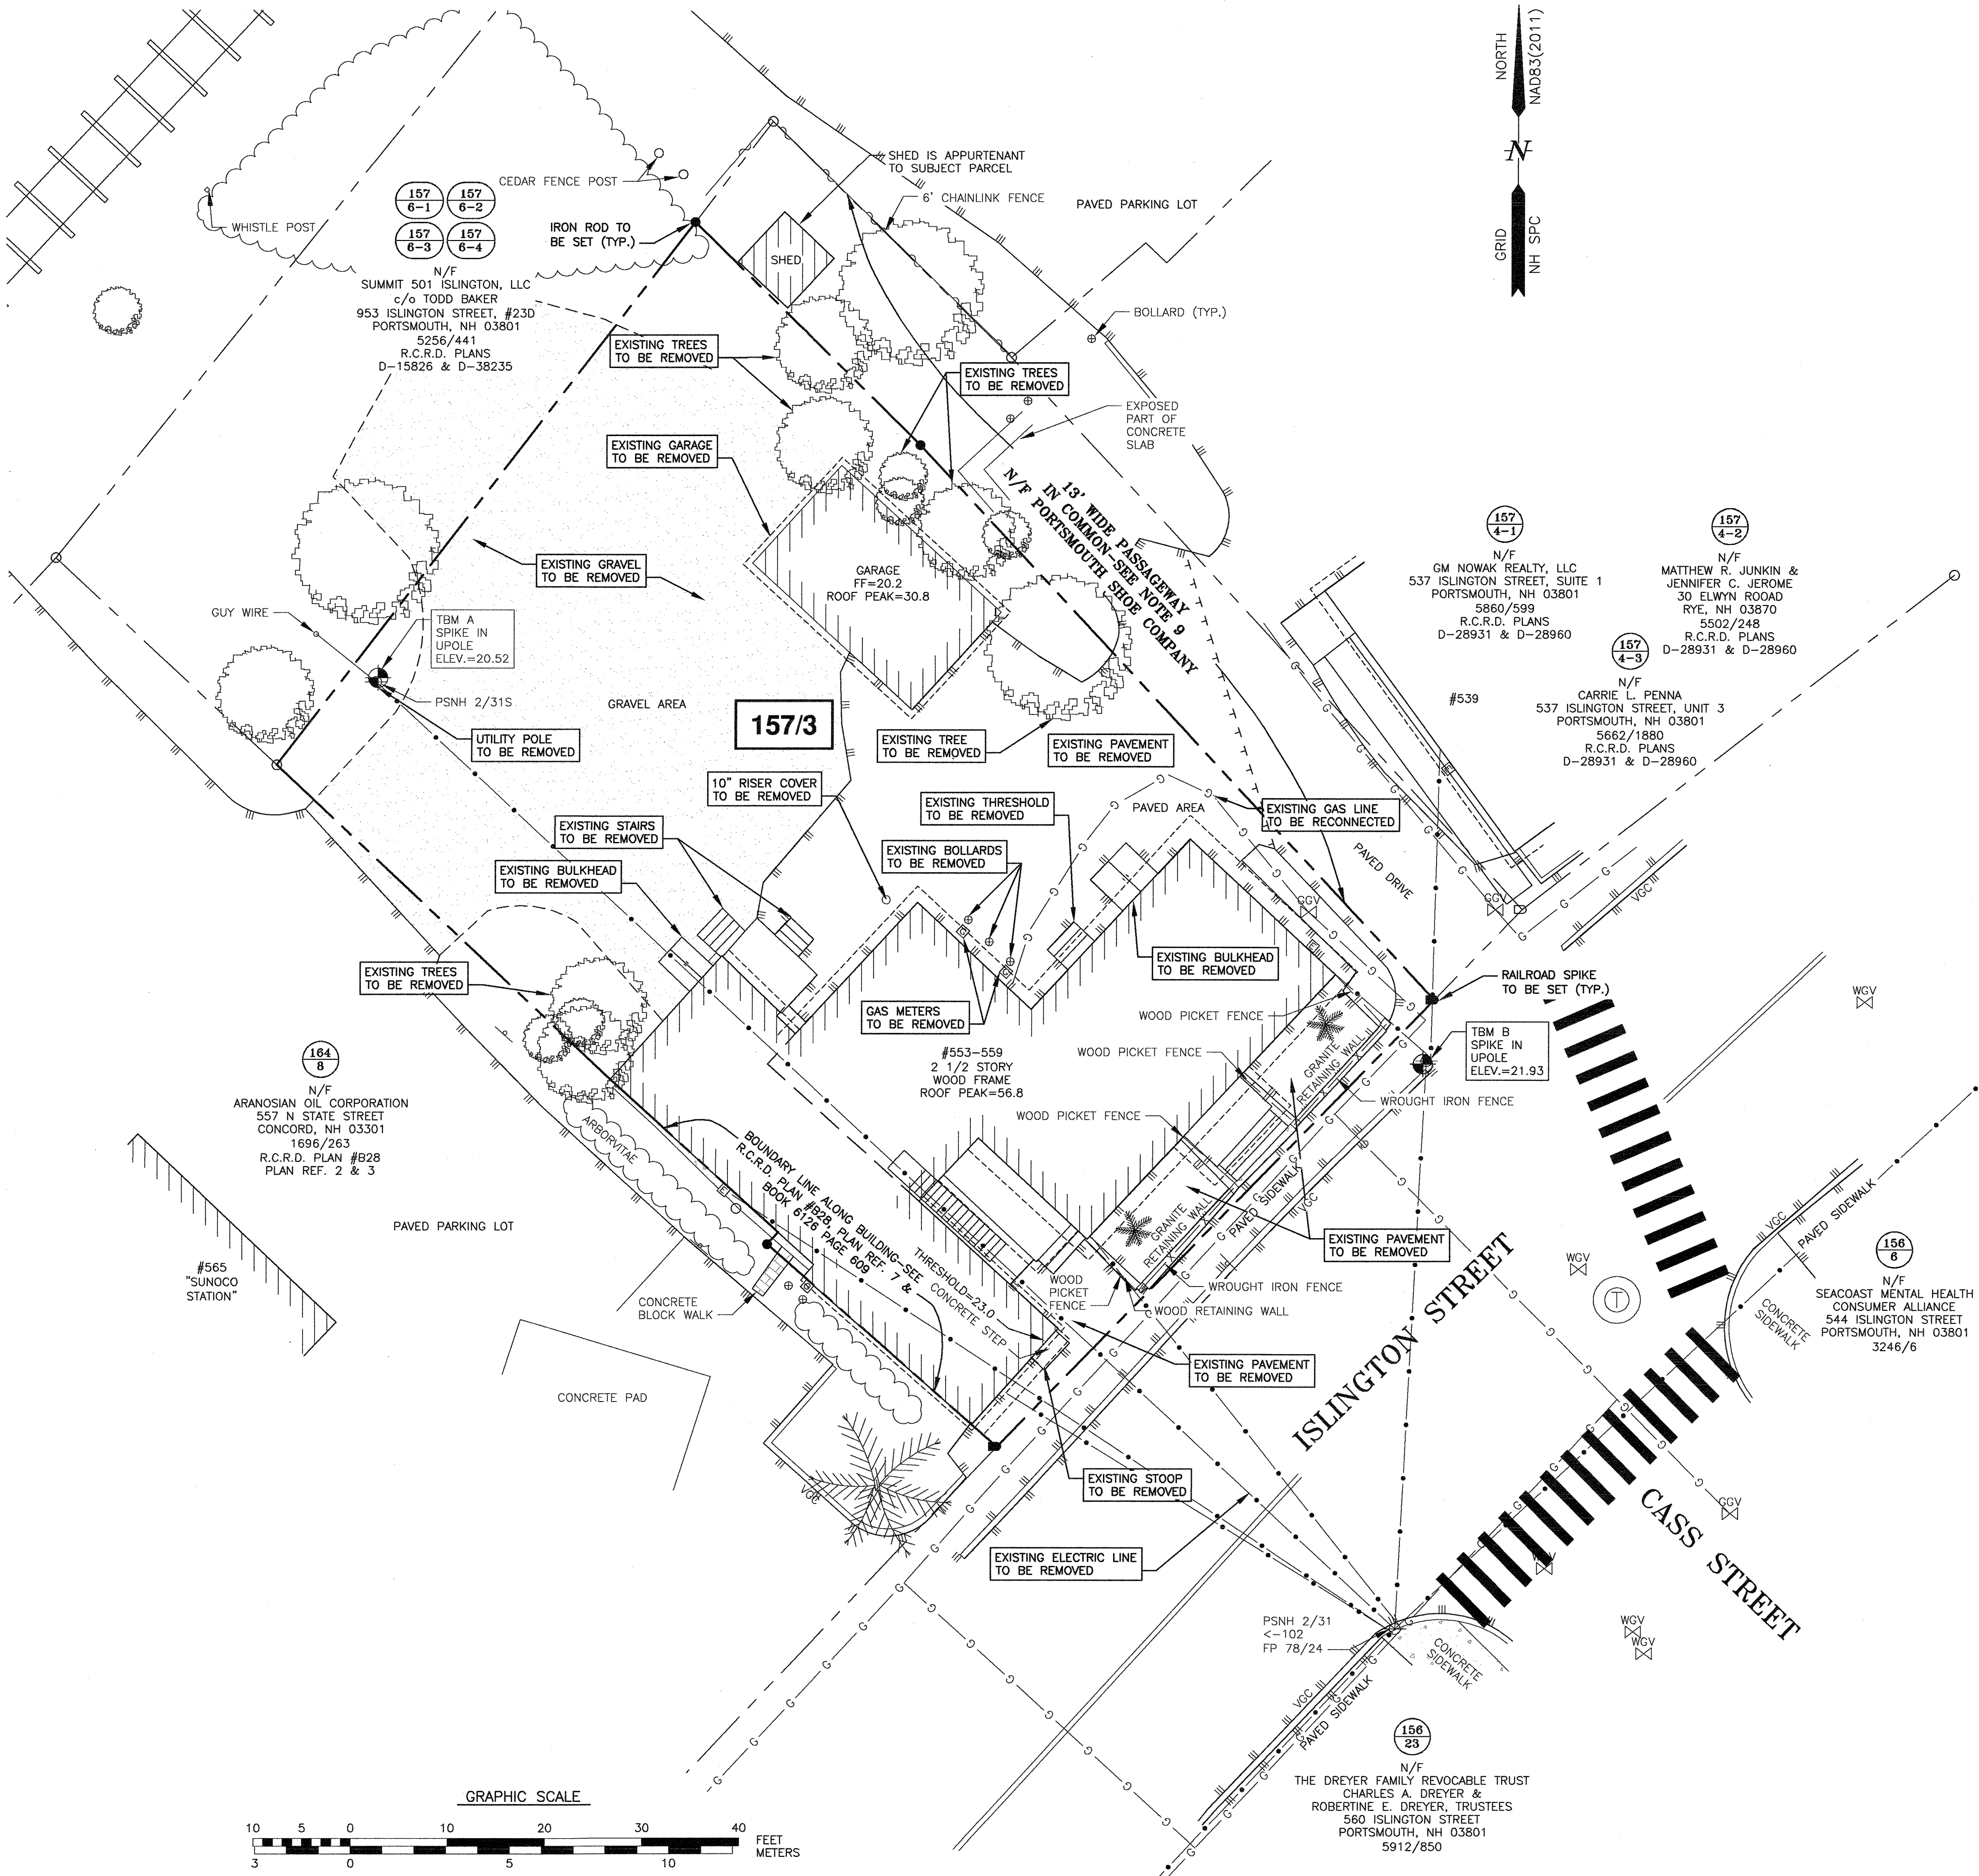 NORTH
NAD83(2011)
N
GRID
NH SPC
SHED IS APPURTENANT
TO SUBJECT PARCEL
CEDAR FENCE POST
6' CHAINLINK FENCE
PAVED PARKING LOT
157
6-1
157
6-2
157
6-3
157
6-4
WHISTLE POST
IRON ROD TO
BE SET (TYP.)
SHED
N/F
SUMMIT 501 ISLINGTON, LLC
c/o TODD BAKER
953 ISLINGTON STREET, #23D
PORTSMOUTH, NH 03801
5256/441
R.C.R.D. PLANS
D-15826 & D-38235
BOLLARD (TYP.)
EXISTING TREES
TO BE REMOVED
EXISTING TREES
TO BE REMOVED
EXPOSED
PART OF
CONCRETE
SLAB
EXISTING GARAGE
TO BE REMOVED
13' WIDE PASSAGEWAY
IN COMMON-SEE NOTE 9
N/F PORTSMOUTH SHOE COMPANY
157
4-1
N/F
GM NOWAK REALTY, LLC
537 ISLINGTON STREET, SUITE 1
PORTSMOUTH, NH 03801
5860/599
R.C.R.D. PLANS
D-28931 & D-28960
157
4-2
N/F
MATTHEW R. JUNKIN &
JENNIFER C. JEROME
30 ELWYN ROOAD
RYE, NH 03870
5502/248
R.C.R.D. PLANS
D-28931 & D-28960
157
4-3
N/F
CARRIE L. PENNA
537 ISLINGTON STREET, UNIT 3
PORTSMOUTH, NH 03801
5662/1880
R.C.R.D. PLANS
D-28931 & D-28960
EXISTING GRAVEL
TO BE REMOVED
GARAGE
FF=20.2
ROOF PEAK=30.8
GUY WIRE
TBM A
SPIKE IN
UPOLE
ELEV.=20.52
PSNH 2/31S
GRAVEL AREA
157/3
#539
UTILITY POLE
TO BE REMOVED
EXISTING TREE
TO BE REMOVED
EXISTING PAVEMENT
TO BE REMOVED
10" RISER COVER
TO BE REMOVED
EXISTING THRESHOLD
TO BE REMOVED
PAVED AREA
EXISTING GAS LINE
TO BE RECONNECTED
EXISTING STAIRS
TO BE REMOVED
EXISTING BOLLARDS
TO BE REMOVED
PAVED DRIVE
EXISTING BULKHEAD
TO BE REMOVED
GGV
GGV
VGC
EXISTING BULKHEAD
TO BE REMOVED
EXISTING TREES
TO BE REMOVED
RAILROAD SPIKE
TO BE SET (TYP.)
WGV
GAS METERS
TO BE REMOVED
WOOD PICKET FENCE
TBM B
SPIKE IN
UPOLE
ELEV.=21.93
#553-559
2 1/2 STORY
WOOD FRAME
ROOF PEAK=56.8
WOOD PICKET FENCE
GRANITE
RETAINING WALL
WROUGHT IRON FENCE
164
8
N/F
ARANOSIAN OIL CORPORATION
557 N STATE STREET
CONCORD, NH 03301
1696/263
R.C.R.D. PLAN #B28
PLAN REF. 2 & 3
WOOD PICKET FENCE
ARBORVITAE
BOUNDARY LINE ALONG BUILDING-SEE
R.C.R.D. PLAN #B28, PLAN REF. 7 &
BOOK 6126 PAGE 609
PAVED SIDEWALK
VGC
GRANITE
RETAINING WALL
PAVED PARKING LOT
#565
"SUNOCO
STATION"
THRESHOLD=23.0
CONCRETE STEP
EXISTING PAVEMENT
TO BE REMOVED
WOOD
PICKET
FENCE
WROUGHT IRON FENCE
WOOD RETAINING WALL
CONCRETE
BLOCK WALK
ISLINGTON STREET
WGV
T
VGC
PAVED SIDEWALK
CONCRETE
SIDEWALK
156
6
N/F
SEACOAST MENTAL HEALTH
CONSUMER ALLIANCE
544 ISLINGTON STREET
PORTSMOUTH, NH 03801
3246/6
EXISTING PAVEMENT
TO BE REMOVED
CONCRETE PAD
VGC
EXISTING STOOP
TO BE REMOVED
GGV
CASS STREET
EXISTING ELECTRIC LINE
TO BE REMOVED
WGV
PSNH 2/31
<-102
FP 78/24
CONCRETE
SIDEWALK
WGV
WGV
VGC
PAVED SIDEWALK
156
23
N/F
THE DREYER FAMILY REVOCABLE TRUST
CHARLES A. DREYER &
ROBERTINE E. DREYER, TRUSTEES
560 ISLINGTON STREET
PORTSMOUTH, NH 03801
5912/850
GRAPHIC SCALE
10 5 0 10 20 30 40
FEET
METERS
3 0 5 10